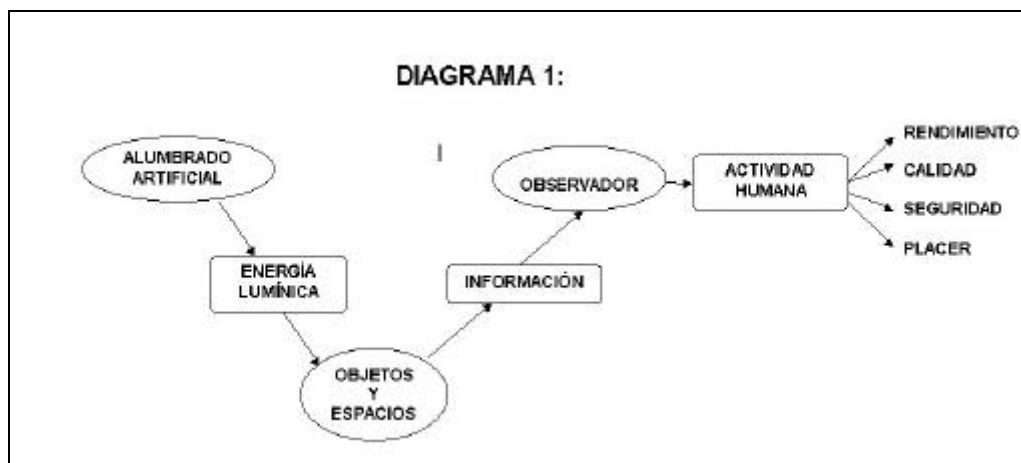 DIAGRAMA 1:
ALUMBRADO
ARTIFICIAL
ENERGÍA
LUMÍNICA
OBJETOS
Y
ESPACIOS
INFORMACIÓN
OBSERVADOR
ACTIVIDAD
HUMANA
RENDIMIENTO
CALIDAD
SEGURIDAD
PLACER